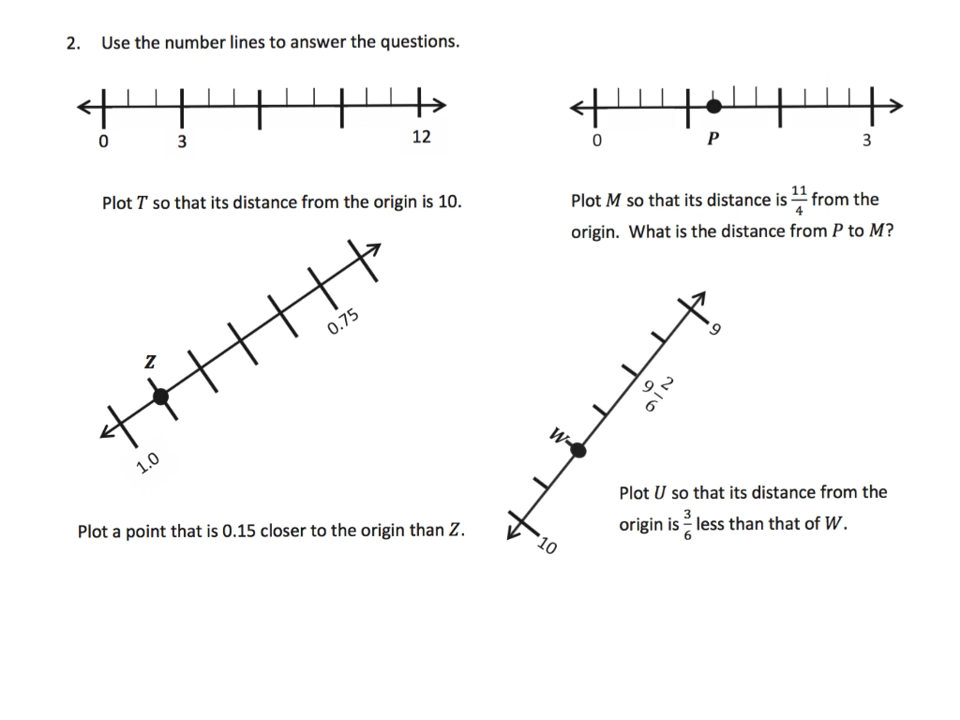 2. Use the number lines to answer the questions.
0 3 12
0 P 3
Plot T so that its distance from the origin is 10.
Plot M so that its distance is 11/4 from the
origin. What is the distance from P to M?
Z
0.75
1.0
Plot a point that is 0.15 closer to the origin than Z.
9
9 2/6
W
10
Plot U so that its distance from the
origin is 3/6 less than that of W.